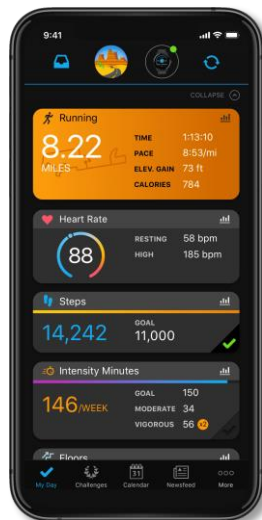 9:41
COLLAPSE
Running
8.22
MILES
TIME 1:13:10
PACE 8:53/mi
ELEV. GAIN 73 ft
CALORIES 784
Heart Rate
88
RESTING 58 bpm
HIGH 185 bpm
Steps
14,242
GOAL
11,000
Intensity Minutes
146/WEEK
GOAL 150
MODERATE 34
VIGOROUS 56 x2
Floors
31
My Day Challenges Calendar Newsfeed More